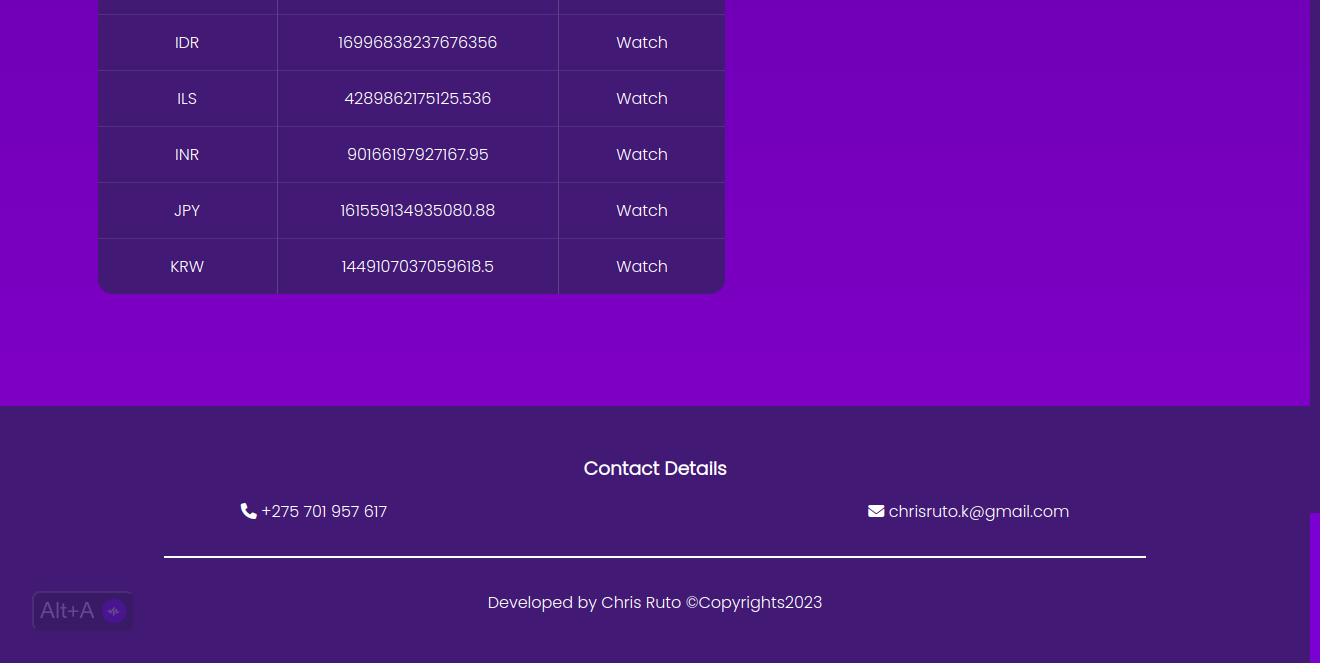 IDR 16996838237676356 Watch
ILS 4289862175125.536 Watch
INR 90166197927167.95 Watch
JPY 161559134935080.88 Watch
KRW 1449107037059618.5 Watch
Contact Details
+275 701 957 617 chrisruto.k@gmail.com
Alt+A
Developed by Chris Ruto ©Copyrights2023